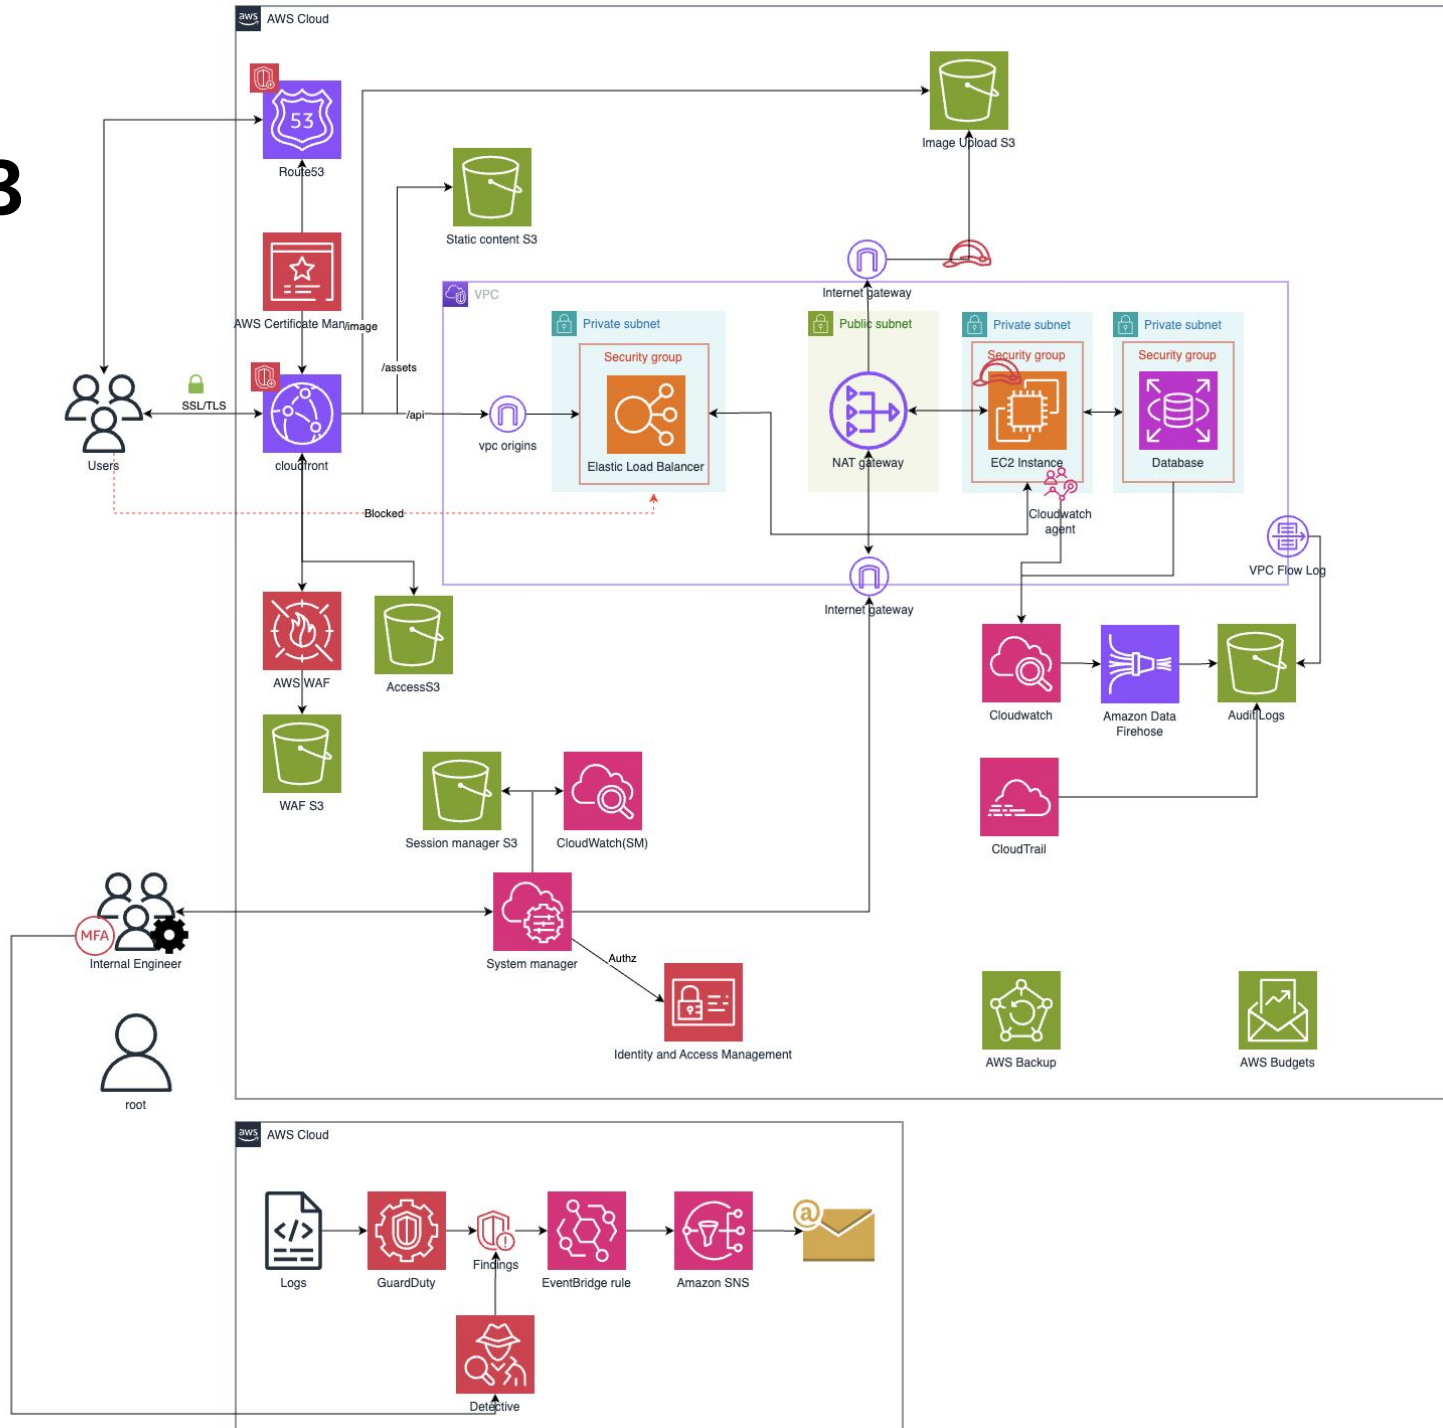 aws
AWS Cloud
53
Route53
Image Upload S3
3
Static content S3
AWS Certificate Man
/image
Internet gateway
VPC
Private subnet
Public subnet
Private subnet
Private subnet
Security group
Security group
Security group
/assets
SSL/TLS
/api
vpc origins
Users
cloudfront
Elastic Load Balancer
NAT gateway
EC2 Instance
Database
Blocked
Cloudwatch
agent
VPC Flow Log
Internet gateway
AWS WAF
AccessS3
Cloudwatch
Amazon Data
Firehose
Audit Logs
WAF S3
Session manager S3
CloudWatch(SM)
CloudTrail
MFA
Internal Engineer
System manager
Authz
Identity and Access Management
AWS Backup
AWS Budgets
root
aws
AWS Cloud
@
Logs
GuardDuty
Findings
EventBridge rule
Amazon SNS
Detective